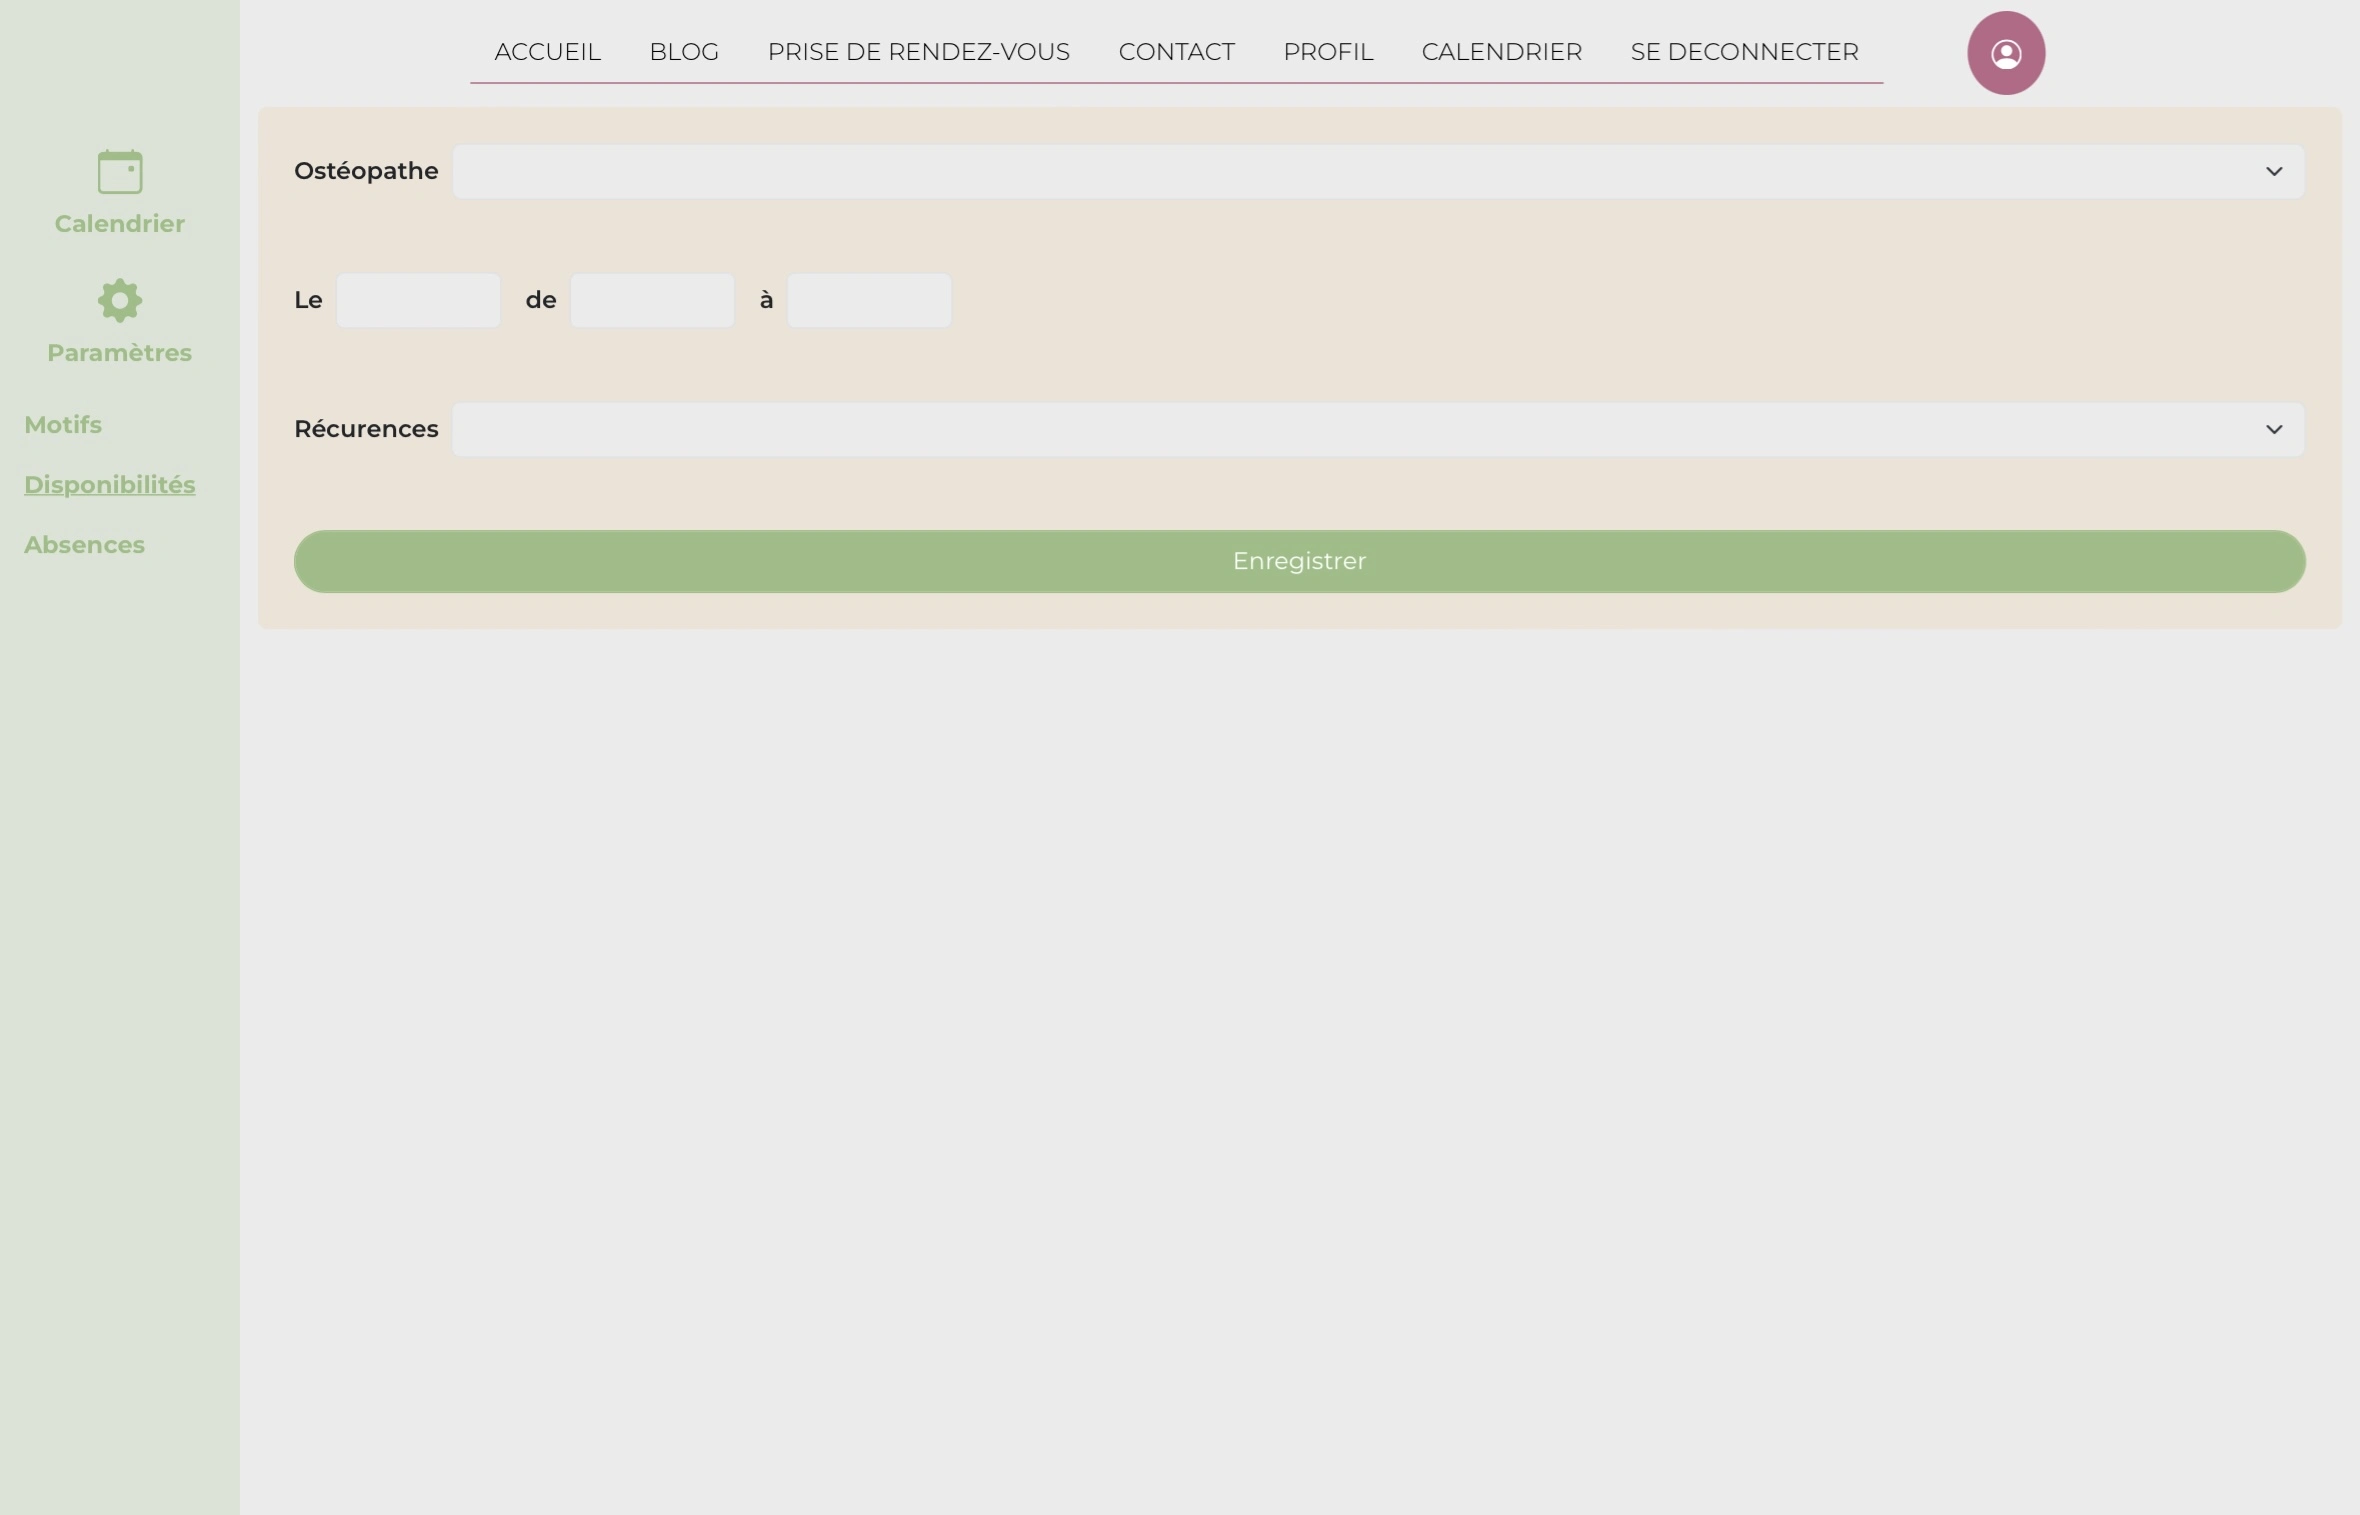 ACCUEIL BLOG PRISE DE RENDEZ-VOUS CONTACT PROFIL CALENDRIER SE DECONNECTER
Calendrier
Paramètres
Motifs
Disponibilités
Absences
Ostéopathe
Le de à
Récurences
Enregistrer